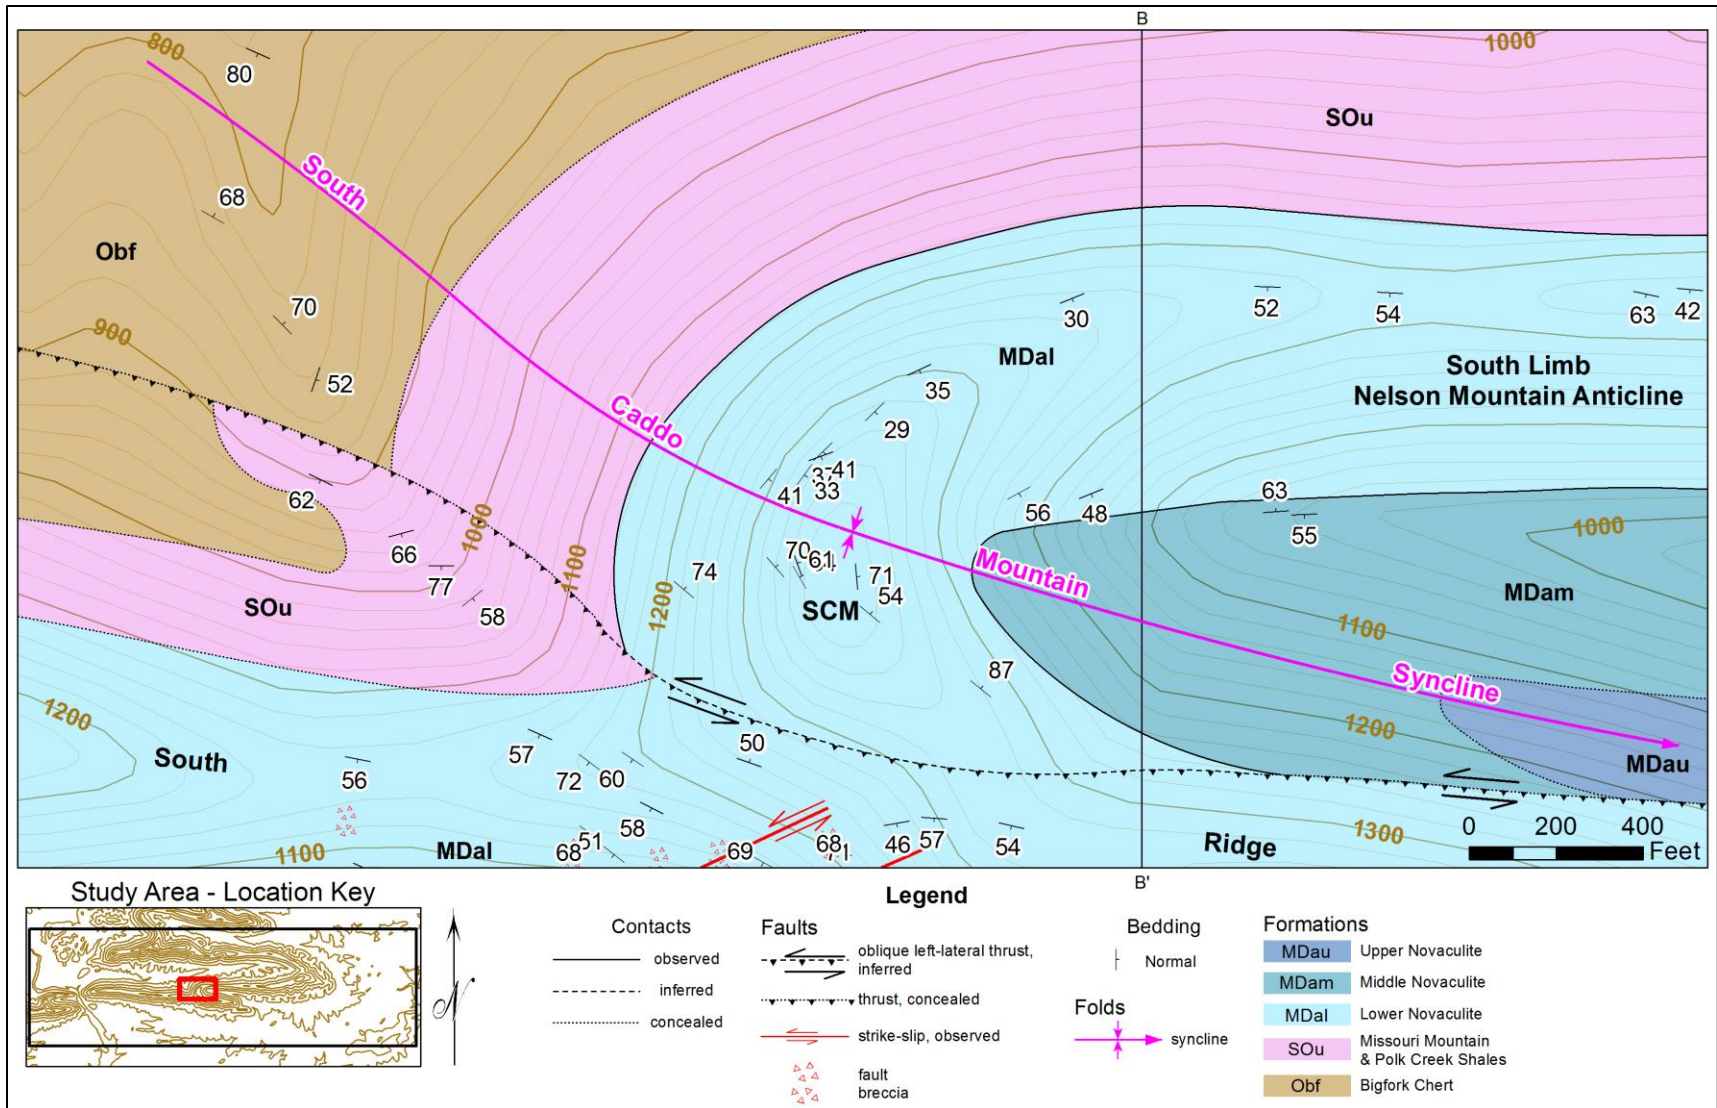 B
800
1000
80
SOu
South
68
Obf
70
30
52
54
63
42
900
MDal
South Limb
Nelson Mountain Anticline
52
35
Caddo
29
41
33
41
62
63
56
48
55
1000
1000
66
70
61
77
1100
74
71
54
Mountain
MDam
58
SOu
1200
SCM
1100
87
Syncline
1200
1200
50
57
South
56
72
60
MDau
58
51
68
69
68
46
57
54
1300
0 200 400
Feet
Ridge
1100
MDal
B'
Study Area - Location Key
N
Legend
Contacts
observed
inferred
concealed
Faults
oblique left-lateral thrust,
inferred
thrust, concealed
strike-slip, observed
fault
breccia
Bedding
Normal
Folds
syncline
Formations
MDau Upper Novaculite
MDam Middle Novaculite
MDal Lower Novaculite
SOu Missouri Mountain
& Polk Creek Shales
Obf Bigfork Chert